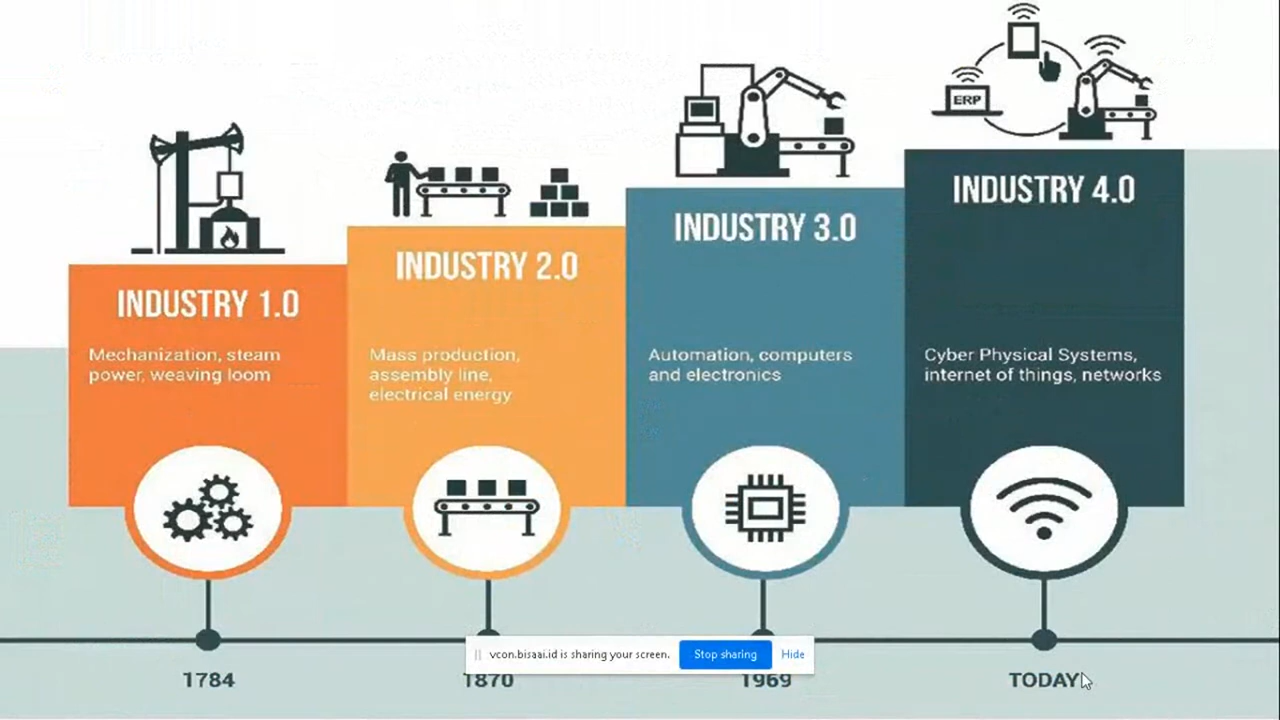 ERP
INDUSTRY 1.0
Mechanization, steam
power, weaving loom
INDUSTRY 2.0
Mass production,
assembly line,
electrical energy
INDUSTRY 3.0
Automation, computers
and electronics
INDUSTRY 4.0
Cyber Physical Systems,
internet of things, networks
vcon.bisaai.id is sharing your screen.
Stop sharing
Hide
1784
1870
1969
TODAY